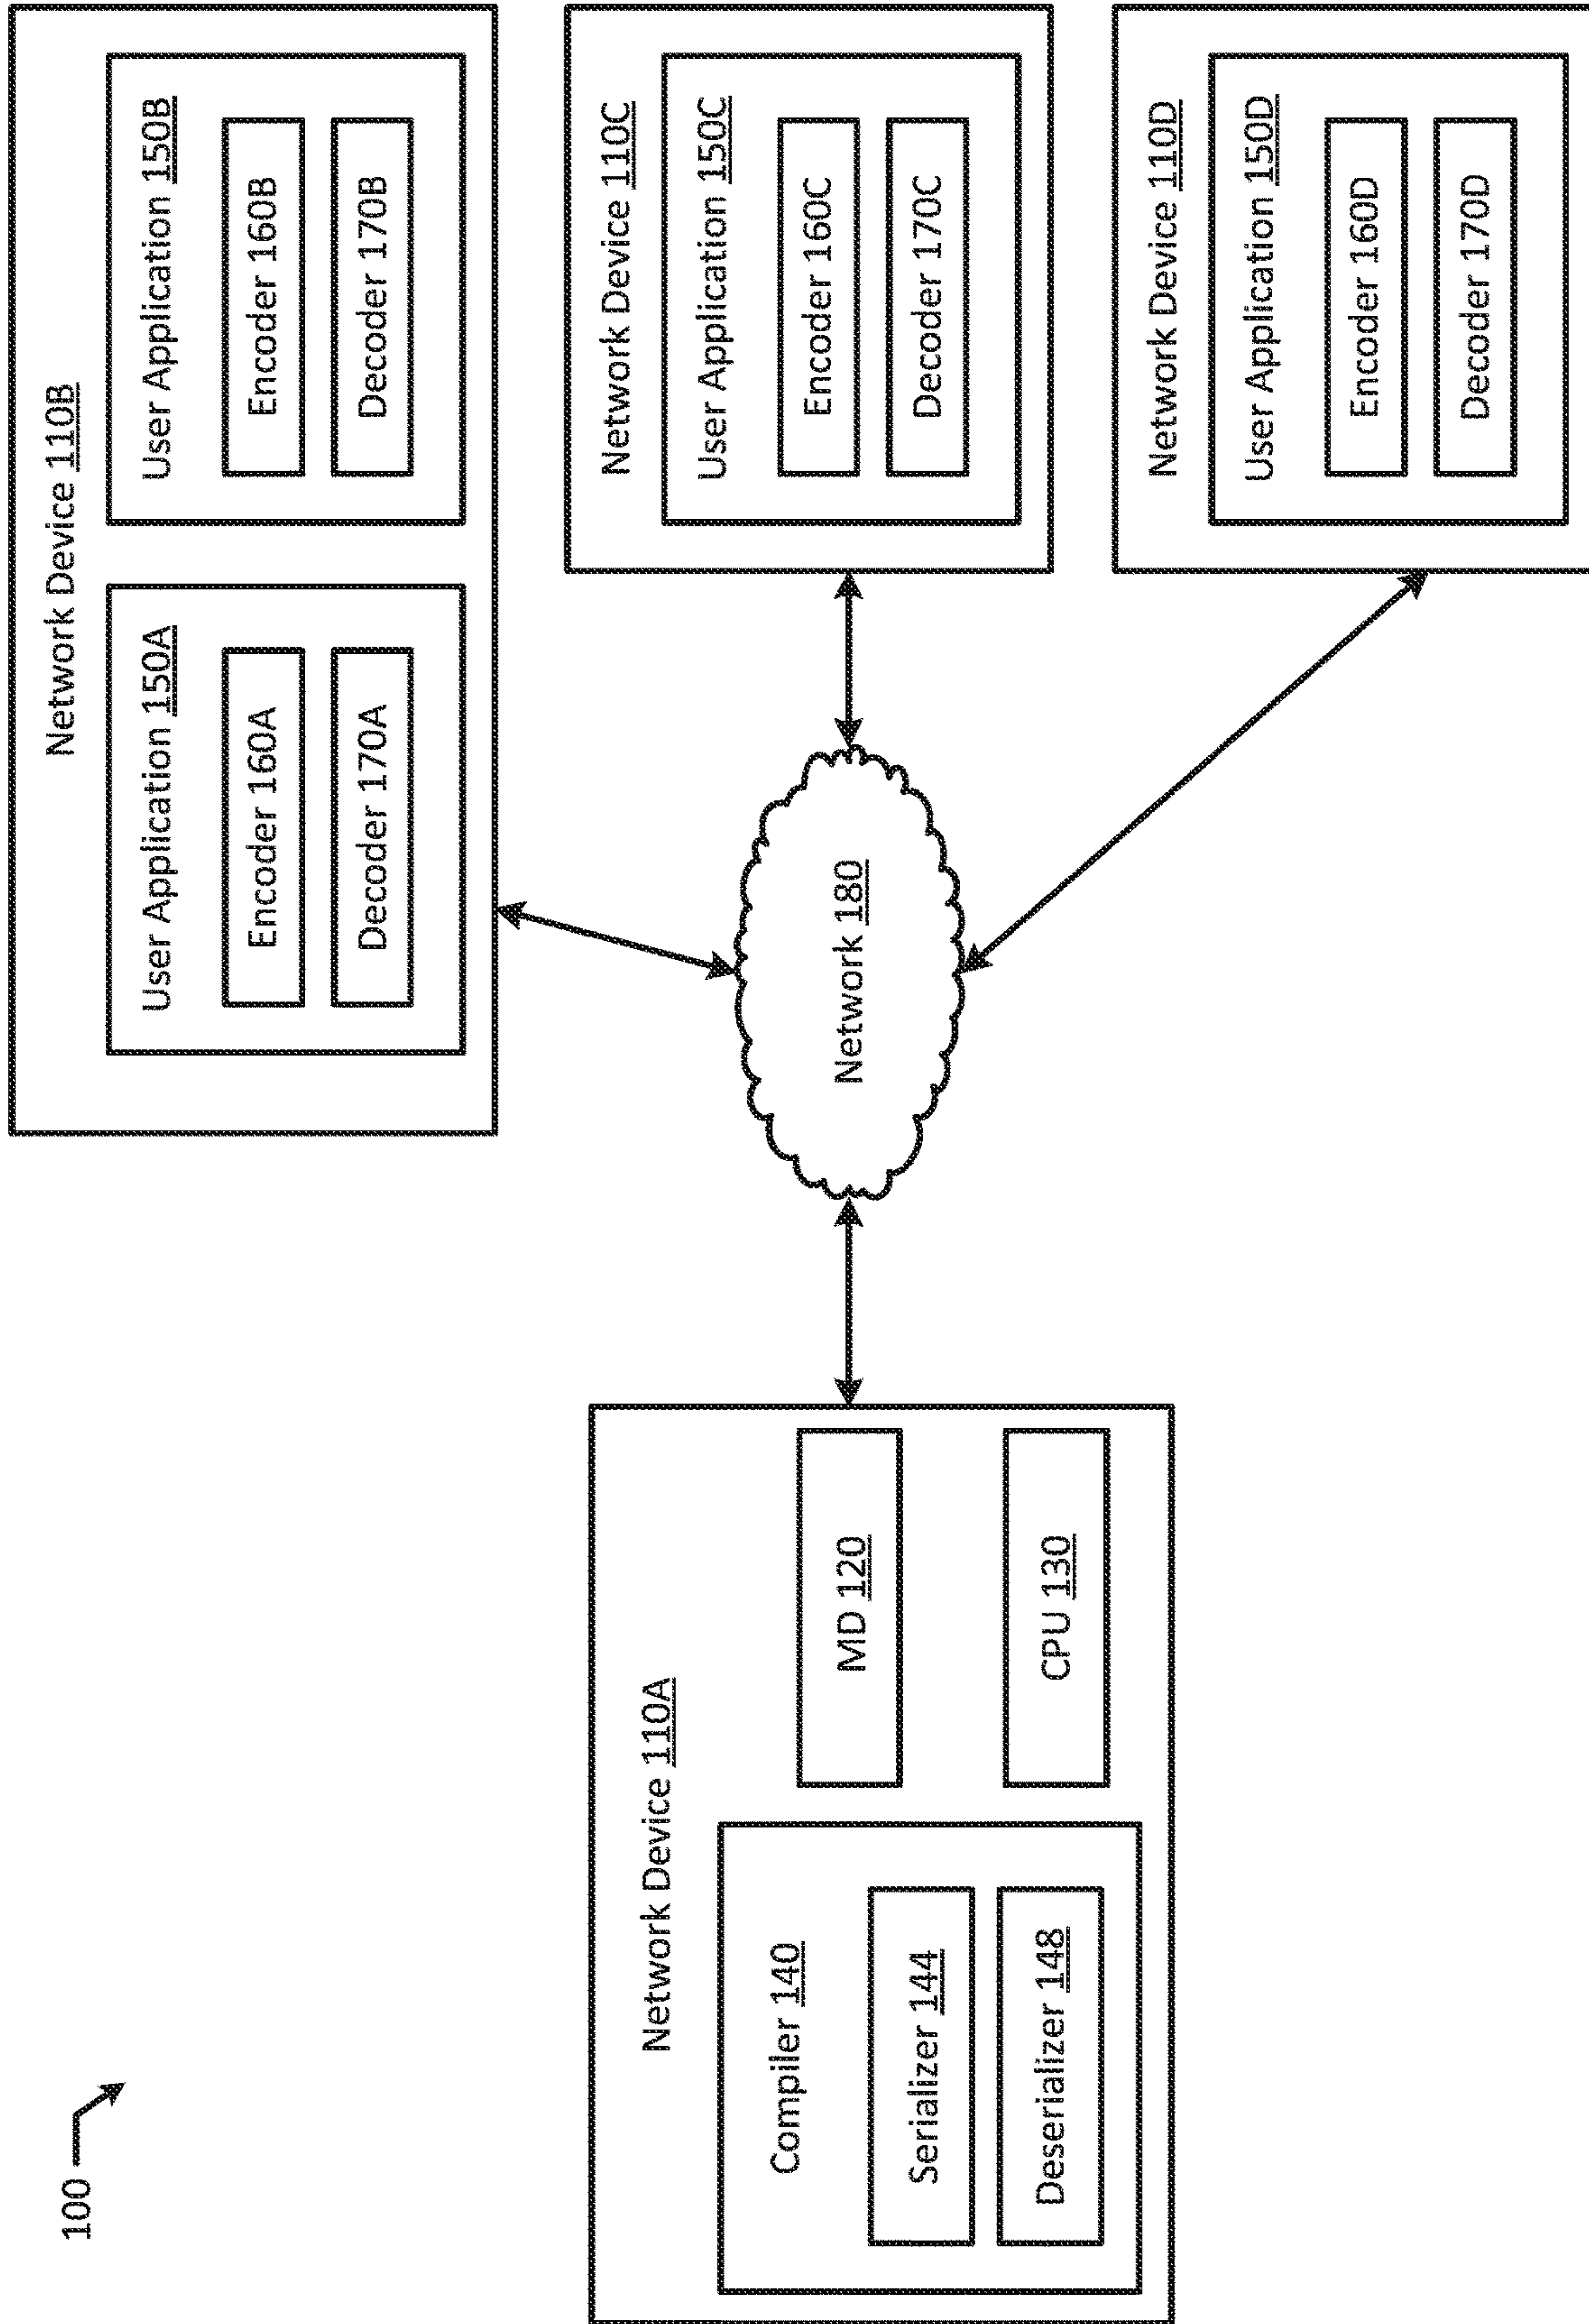 100
Network Device 110A
Compiler 140
Serializer 144
Deserializer 148
MD 120
CPU 130
Network 180
Network Device 110B
User Application 150A
Encoder 160A
Decoder 170A
User Application 150B
Encoder 160B
Decoder 170B
Network Device 110C
User Application 150C
Encoder 160C
Decoder 170C
Network Device 110D
User Application 150D
Encoder 160D
Decoder 170D